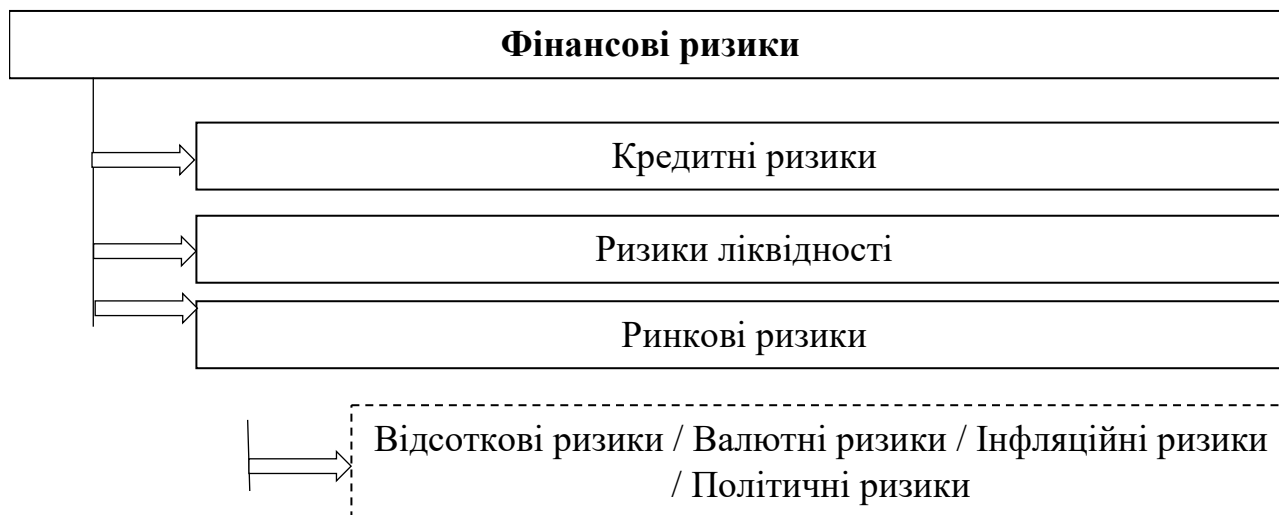 Фінансові ризики
Кредитні ризики
Ризики ліквідності
Ринкові ризики
Відсоткові ризики / Валютні ризики / Інфляційні ризики
/ Політичні ризики